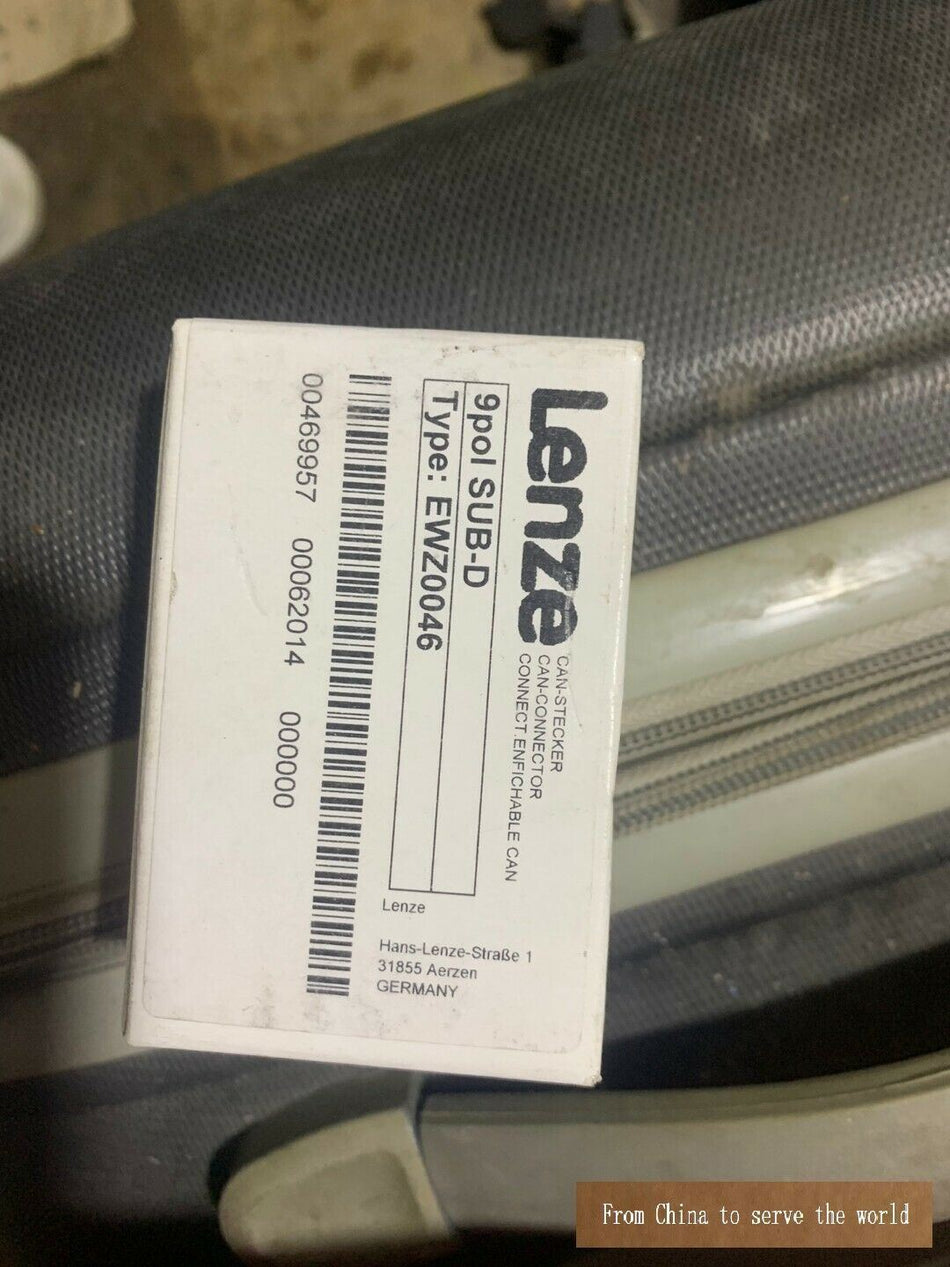 Lenze
CAN-STECKER
CAN-CONNECTOR
CONNECT.ENFICHABLE CAN
9pol SUB-D
Type: EWZ0046
Lenze
Hans-Lenze-Straße 1
31855 Aerzen
GERMANY
00469957 00062014 000000
From China to serve the world